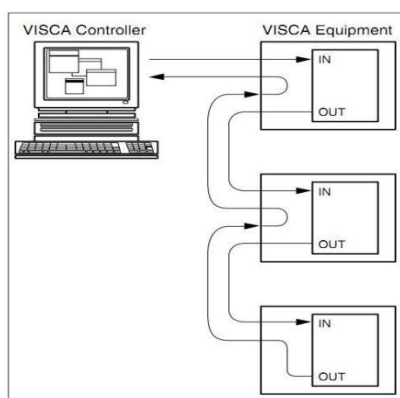 VISCA Controller
VISCA Equipment
IN
OUT
IN
OUT
IN
OUT